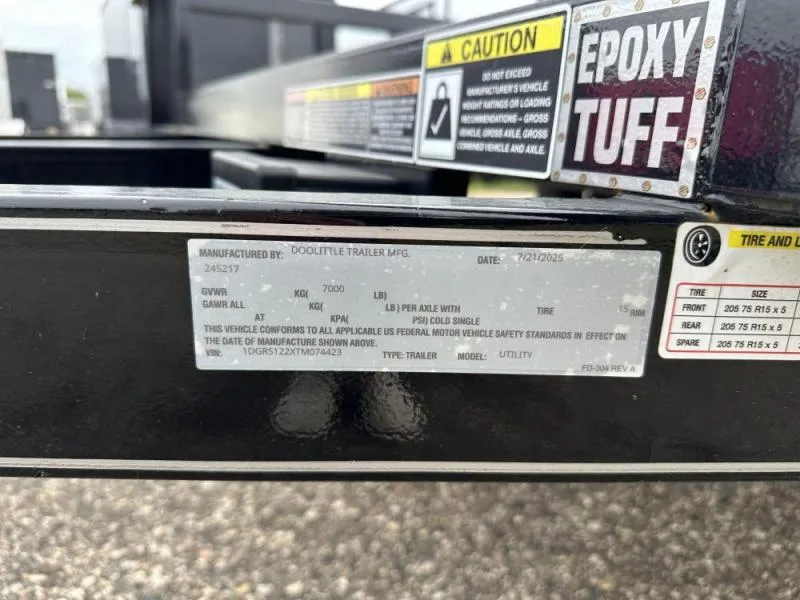 CAUTION
DO NOT EXCEED
MANUFACTURER'S VEHICLE
WEIGHT RATINGS OR LOADING
RECOMMENDATIONS – GROSS
VEHICLE, GROSS AXLE, GROSS
COMBINED VEHICLE AND AXLE.
EPOXY
TUFF
MANUFACTURED BY: DOOLITTLE TRAILER MFG. DATE: 7/21/2025
245217
GVWR KG( 7000 LB)
GAWR ALL KG( LB ) PER AXLE WITH TIRE 15 RIM
AT KPA( PSI) COLD SINGLE
THIS VEHICLE CONFORMS TO ALL APPLICABLE US FEDERAL MOTOR VEHICLE SAFETY STANDARDS IN EFFECT ON
THE DATE OF MANUFACTURE SHOWN ABOVE.
VIN: 1DGRS122XTM074423 TYPE: TRAILER MODEL: UTILITY
FD-304 REV A
TIRE AND L
TIRE SIZE
FRONT 205 75 R15 x 5
REAR 205 75 R15 x 5
SPARE 205 75 R15 x 5